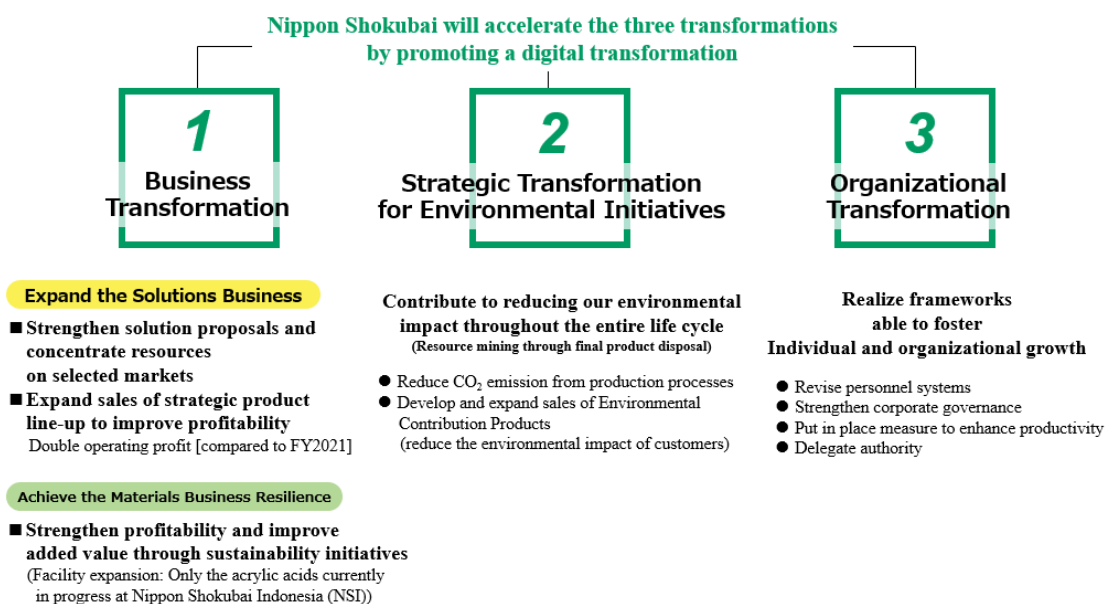 Nippon Shokubai will accelerate the three transformations
by promoting a digital transformation
1
Business
Transformation
Expand the Solutions Business
■ Strengthen solution proposals and
concentrate resources
on selected markets
■ Expand sales of strategic product
line-up to improve profitability
Double operating profit [compared to FY2021]
Achieve the Materials Business Resilience
■ Strengthen profitability and improve
added value through sustainability initiatives
(Facility expansion: Only the acrylic acids currently
in progress at Nippon Shokubai Indonesia (NSI))
2
Strategic Transformation
for Environmental Initiatives
Contribute to reducing our environmental
impact throughout the entire life cycle
(Resource mining through final product disposal)
● Reduce CO₂ emission from production processes
● Develop and expand sales of Environmental
Contribution Products
(reduce the environmental impact of customers)
3
Organizational
Transformation
Realize frameworks
able to foster
Individual and organizational growth
● Revise personnel systems
● Strengthen corporate governance
● Put in place measure to enhance productivity
● Delegate authority